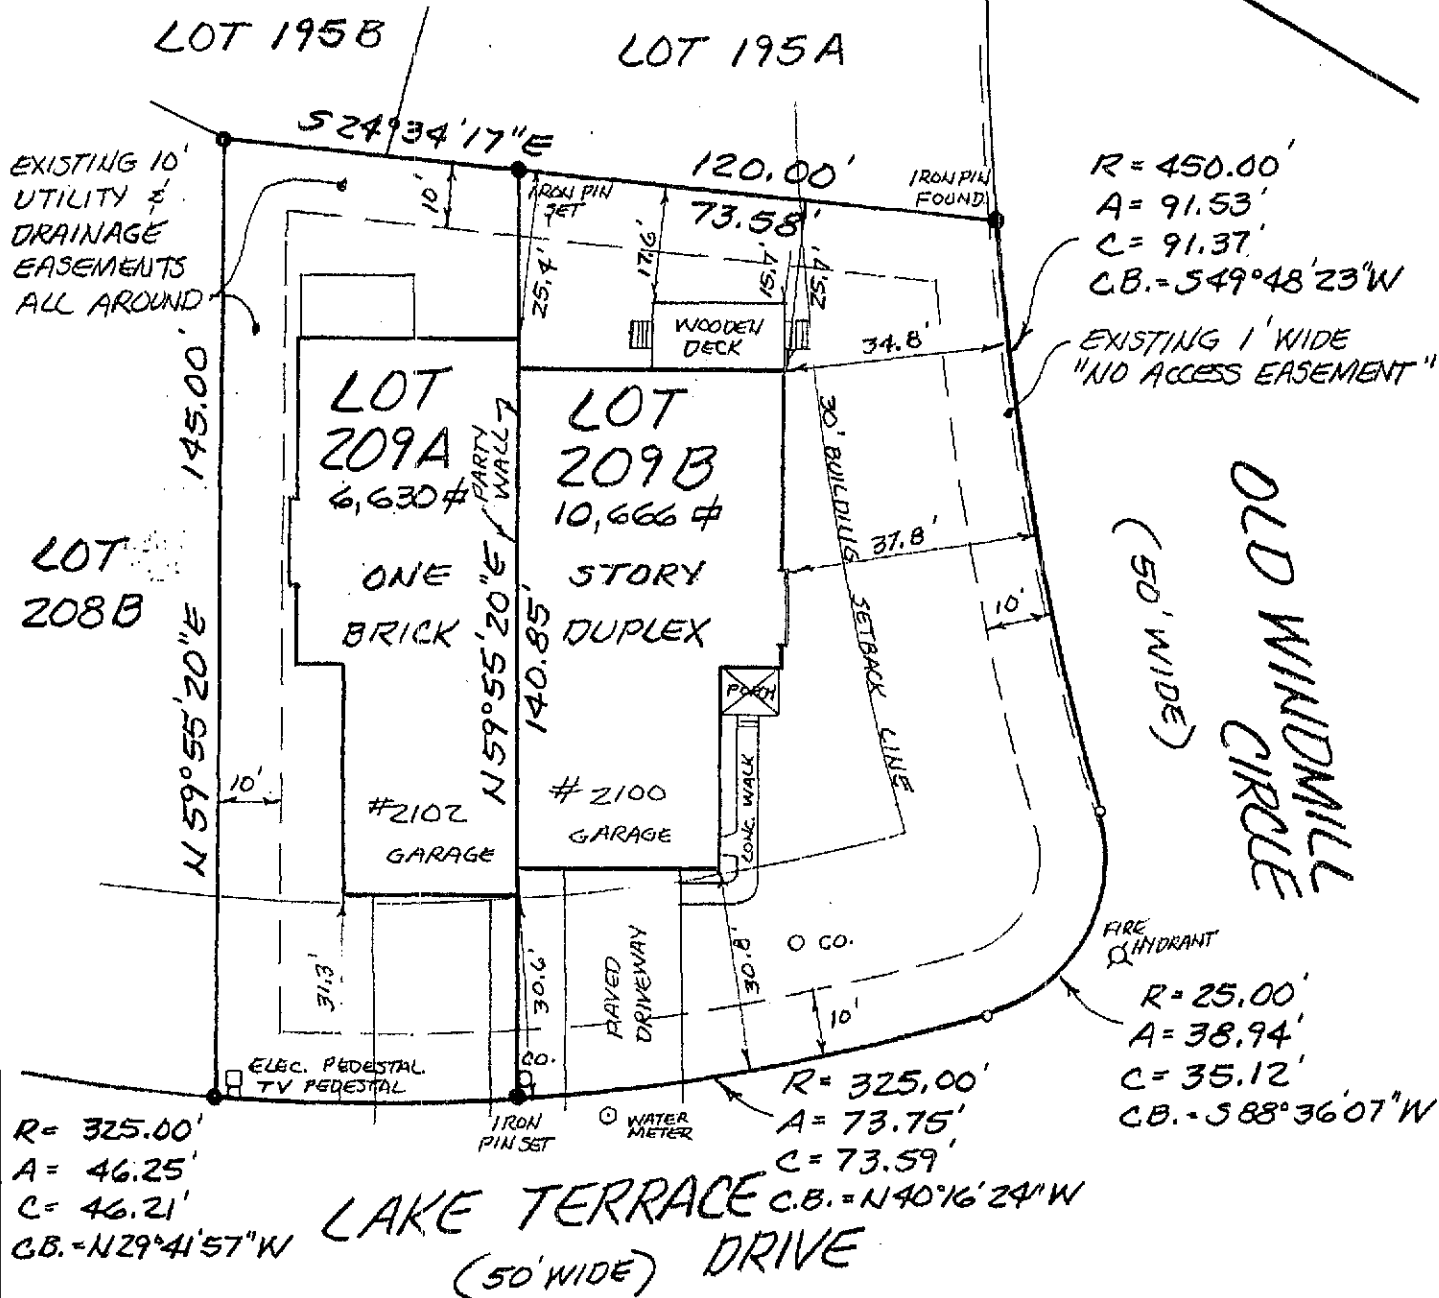 LOT 195B
LOT 195A
S 24°34'17"E
120.00'
73.58'
IRON PIN
SET
IRON PIN
FOUND
EXISTING 10'
UTILITY &
DRAINAGE
EASEMENTS
ALL AROUND
10'
25.4'
17.6'
15.7'
25.4'
R = 450.00'
A = 91.53'
C = 91.37'
C.B. = S49°48'23"W
EXISTING 1' WIDE
"NO ACCESS EASEMENT"
WOODEN
DECK
34.8'
145.00'
N 59°55'20"E
LOT
208B
LOT
209A
6,630 ⌗
PARTY
WALL
LOT
209B
10,666 ⌗
ONE
STORY
BRICK
DUPLEX
N 59°55'20"E
140.85'
30' BUILDING SETBACK LINE
37.8'
10'
OLD WINDMILL
CIRCLE
(50' WIDE)
PORCH
CONC. WALK
10'
#2102
GARAGE
#2100
GARAGE
31.3'
30.6'
PAVED
DRIVEWAY
30.8'
CO.
10'
FIRE
HYDRANT
R = 25.00'
A = 38.94'
C = 35.12'
C.B. = S 88°36'07"W
ELEC. PEDESTAL
TV PEDESTAL
CO.
IRON
PIN SET
WATER
METER
R = 325.00'
A = 73.75'
C = 73.59'
C.B. = N40°16'24"W
R = 325.00'
A = 46.25'
C = 46.21'
C.B. = N29°41'57"W
LAKE TERRACE DRIVE
(50' WIDE)